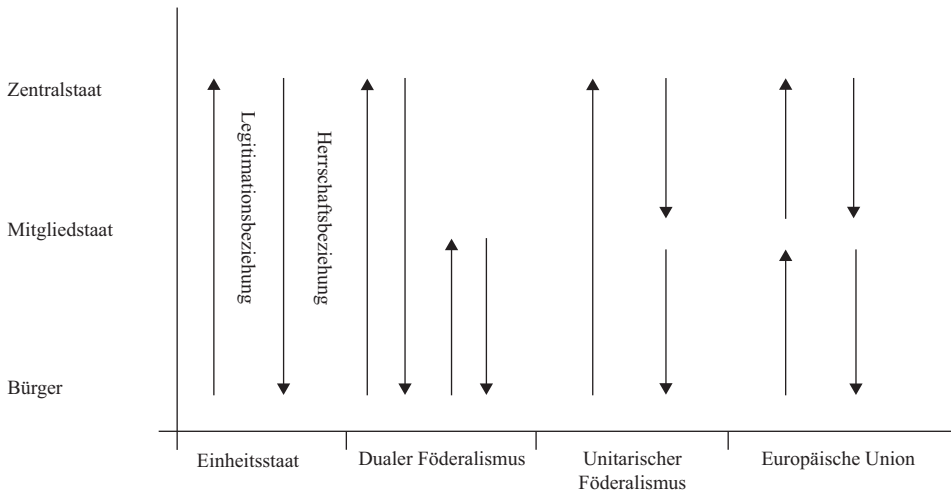 Zentralstaat
Legitimationsbeziehung
Herrschaftsbeziehung
Mitgliedstaat
Bürger
Einheitsstaat
Dualer Föderalismus
Unitarischer
Föderalismus
Europäische Union